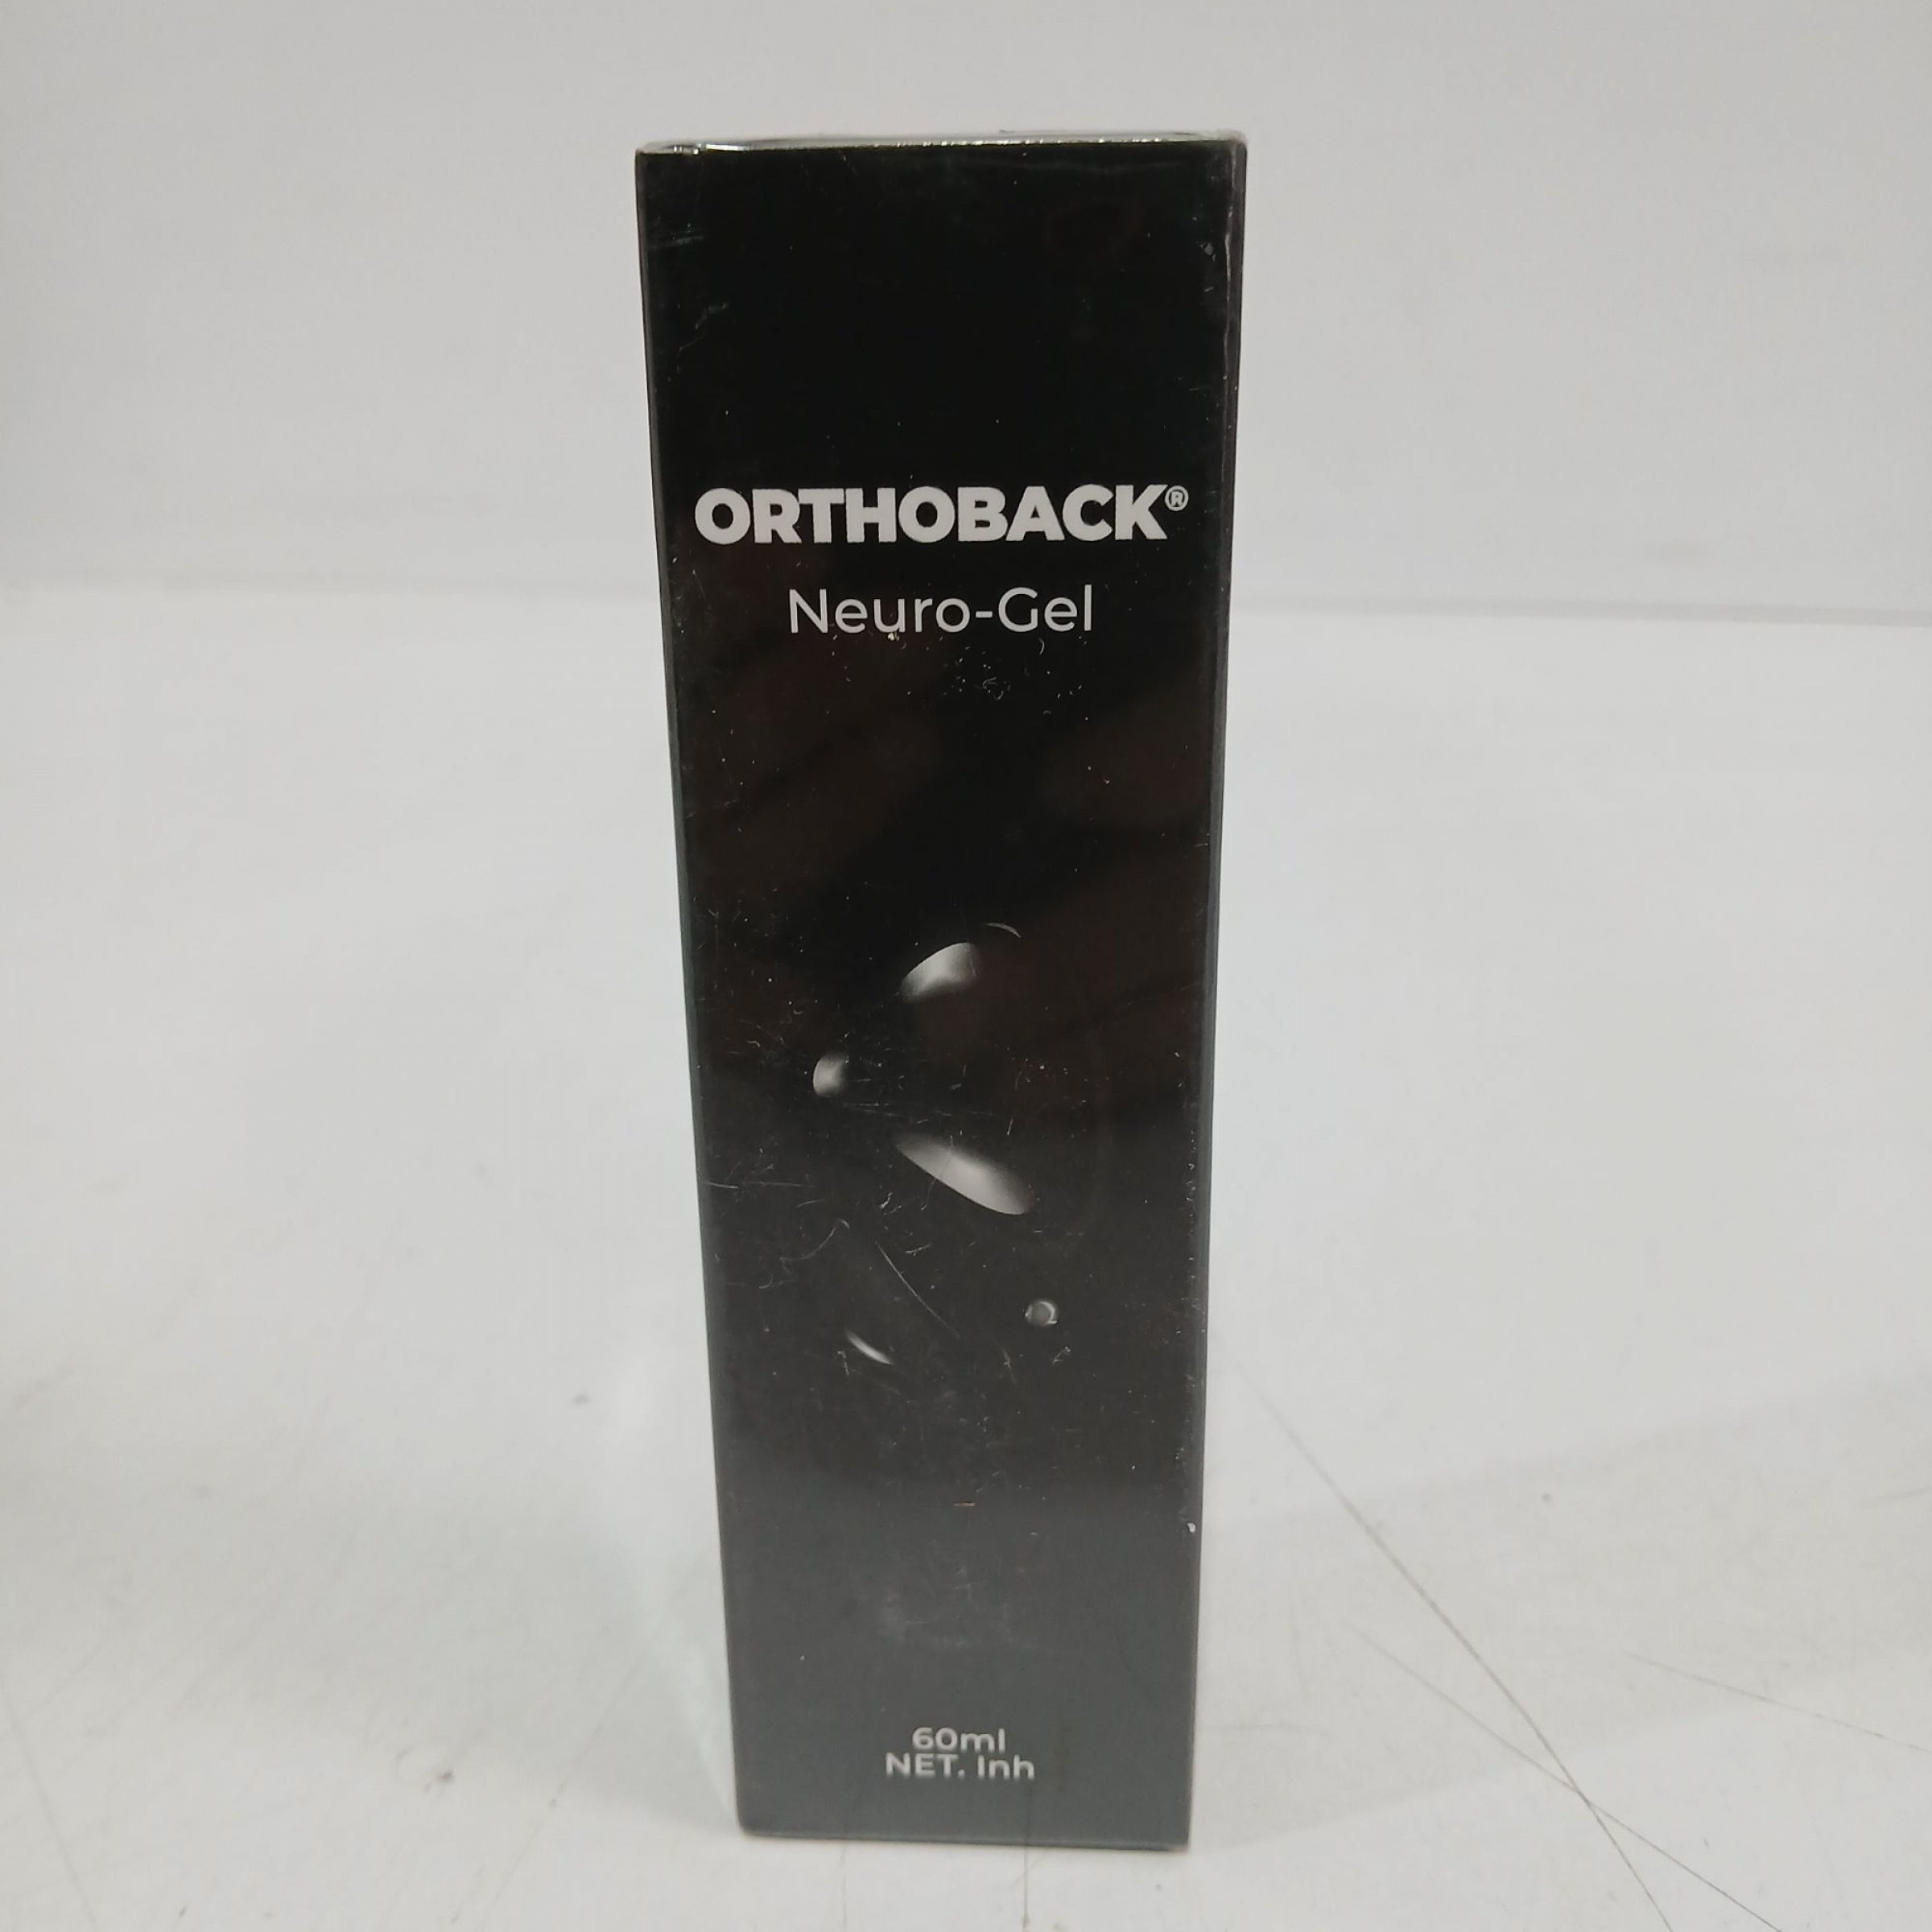 ORTHOBACK®
Neuro-Gel
60ml
NET. Inh